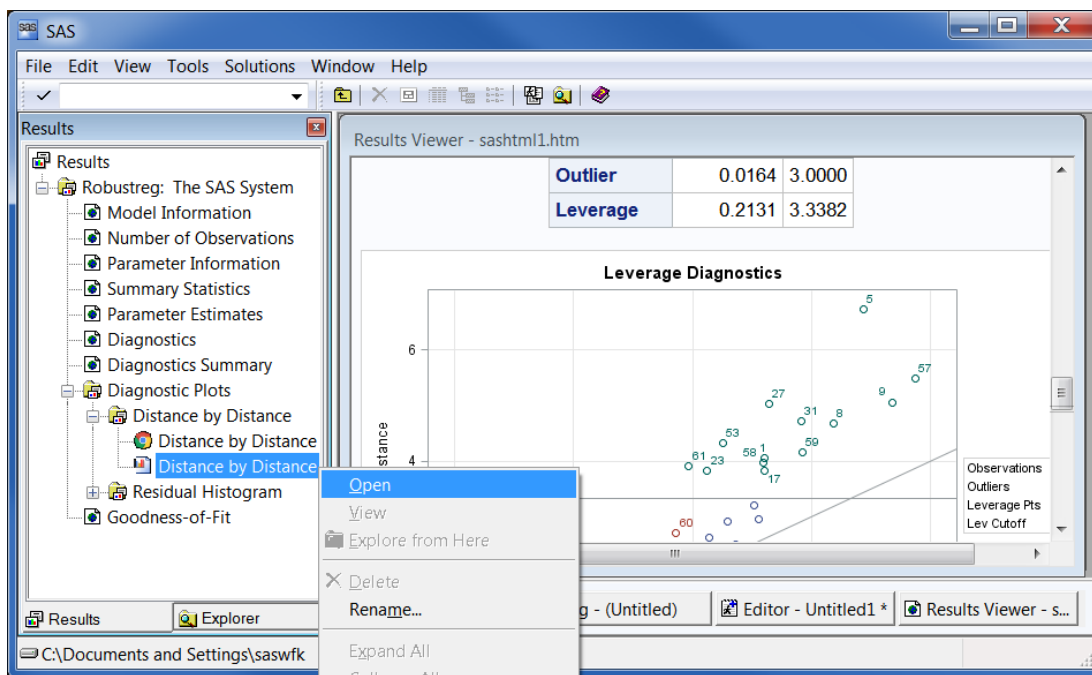 sas SAS
File Edit View Tools Solutions Window Help
Results
Results
Robustreg: The SAS System
Model Information
Number of Observations
Parameter Information
Summary Statistics
Parameter Estimates
Diagnostics
Diagnostics Summary
Diagnostic Plots
Distance by Distance
Distance by Distance
Distance by Distance
Residual Histogram
Goodness-of-Fit
Results Viewer - sashtml1.htm
Outlier 0.0164 3.0000
Leverage 0.2131 3.3382
Leverage Diagnostics
5
6
57
9
27
31 8
53
59
61 23 58 1
4
17
60
stance
Observations
Outliers
Leverage Pts
Lev Cutoff
Open
View
Explore from Here
Delete
Rename...
Expand All
Results Explorer
g - (Untitled) Editor - Untitled1 * Results Viewer - s...
C:\Documents and Settings\saswfk